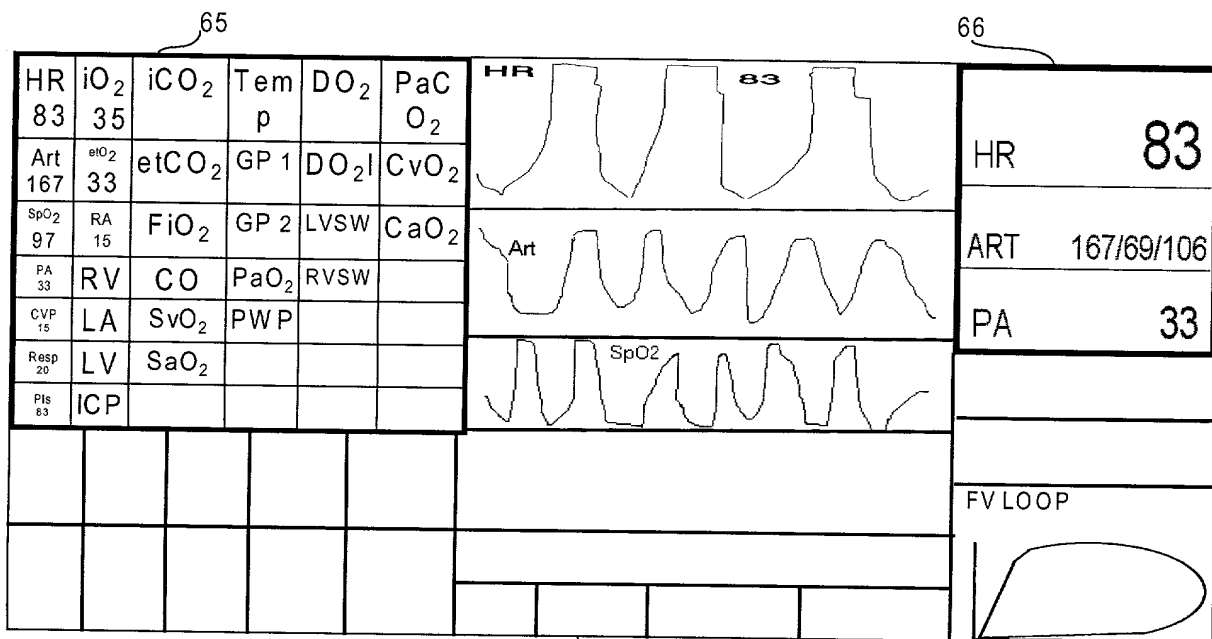 65
66
HR iO₂ iCO₂ Tem DO₂ PaC
83 35 p O₂
Art etO₂ etCO₂ GP 1 DO₂I CvO₂
167 33
SpO₂ RA FiO₂ GP 2 LVSW CaO₂
97 15
PA RV CO PaO₂ RVSW
33
CVP LA SvO₂ PWP
15
Resp LV SaO₂
20
Pls ICP
83
HR 83
Art
SpO2
HR 83
ART 167/69/106
PA 33
FV LOOP